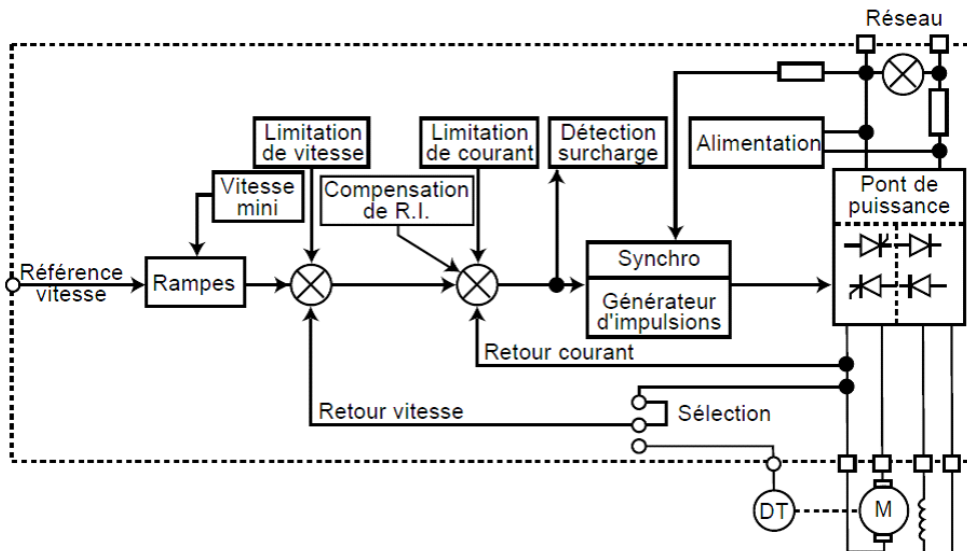 Réseau
Limitation
de vitesse
Limitation
de courant
Détection
surcharge
Alimentation
Vitesse
mini
Compensation
de R.I.
Pont de
puissance
Référence
vitesse
Rampes
Synchro
Générateur
d'impulsions
Retour courant
Retour vitesse
Sélection
DT
M